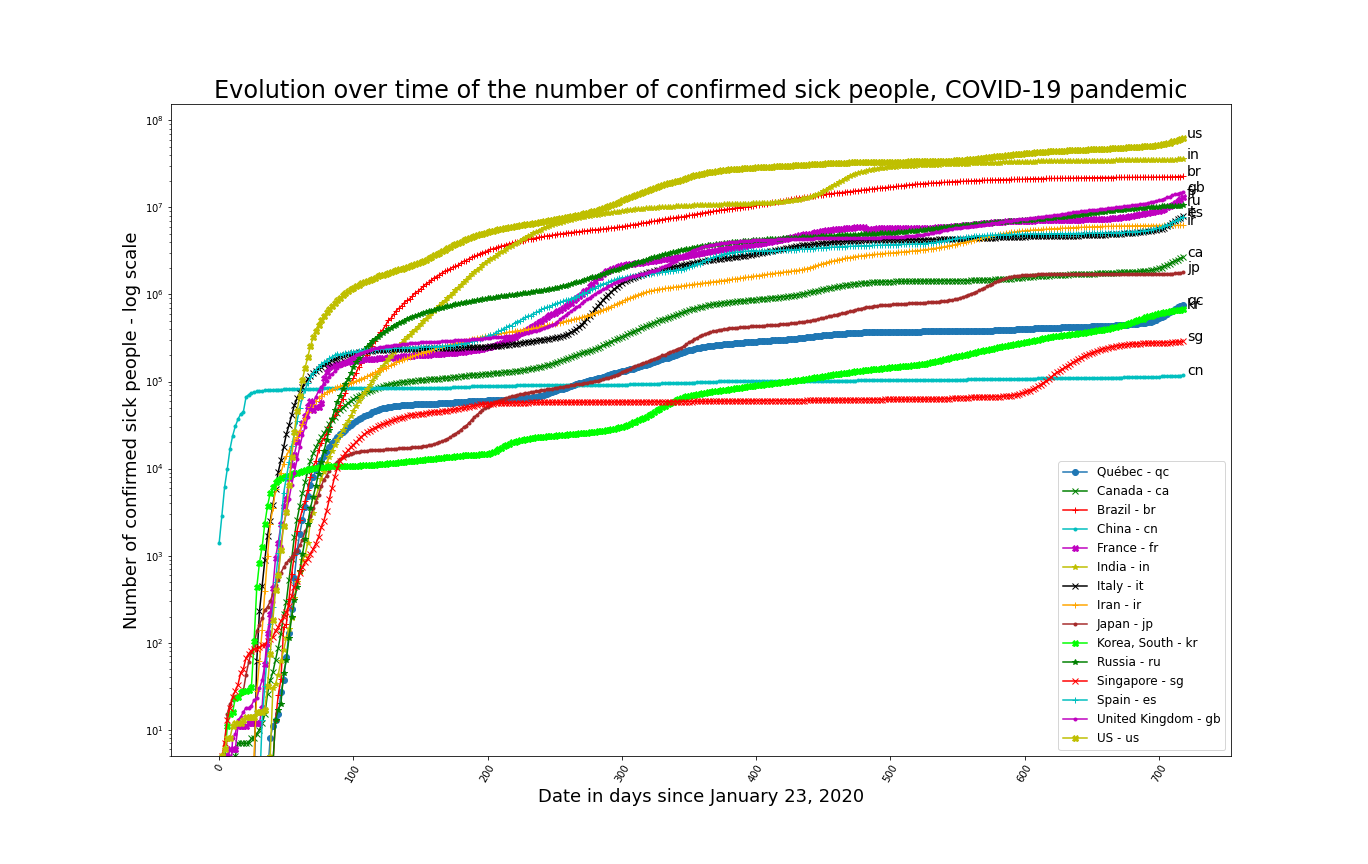 Evolution over time of the number of confirmed sick people, COVID-19 pandemic
Number of confirmed sick people - log scale
10⁸
10⁷
10⁶
10⁵
10⁴
10³
10²
10¹
us
in
br
gb
ru
es
ir
ca
jp
qc
kr
sg
cn
Québec - qc
Canada - ca
Brazil - br
China - cn
France - fr
India - in
Italy - it
Iran - ir
Japan - jp
Korea, South - kr
Russia - ru
Singapore - sg
Spain - es
United Kingdom - gb
US - us
0
100
200
300
400
500
600
700
Date in days since January 23, 2020